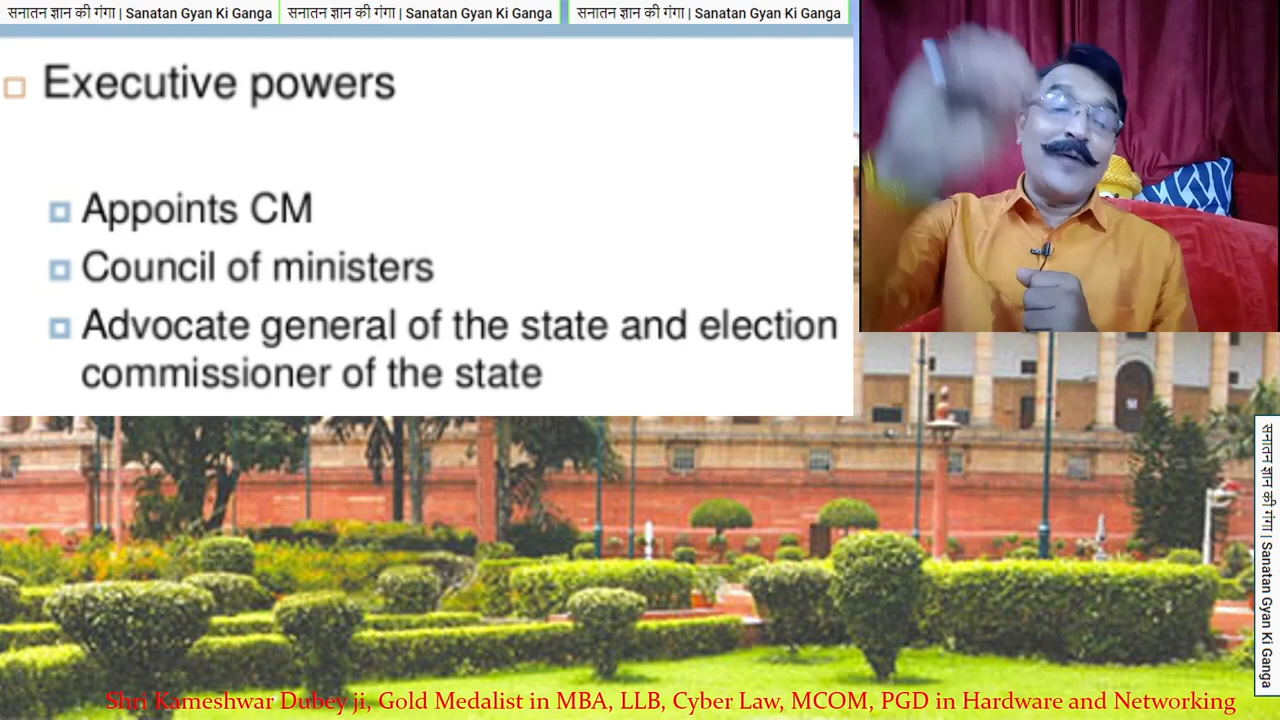 सनातन ज्ञान की गंगा | Sanatan Gyan Ki Ganga
सनातन ज्ञान की गंगा | Sanatan Gyan Ki Ganga
सनातन ज्ञान की गंगा | Sanatan Gyan Ki Ganga
Executive powers
Appoints CM
Council of ministers
Advocate general of the state and election
commissioner of the state
सनातन ज्ञान की गंगा | Sanatan Gyan Ki Ganga
Shri Kameshwar Dubey ji, Gold Medalist in MBA, LLB, Cyber Law, MCOM, PGD in Hardware and Networking